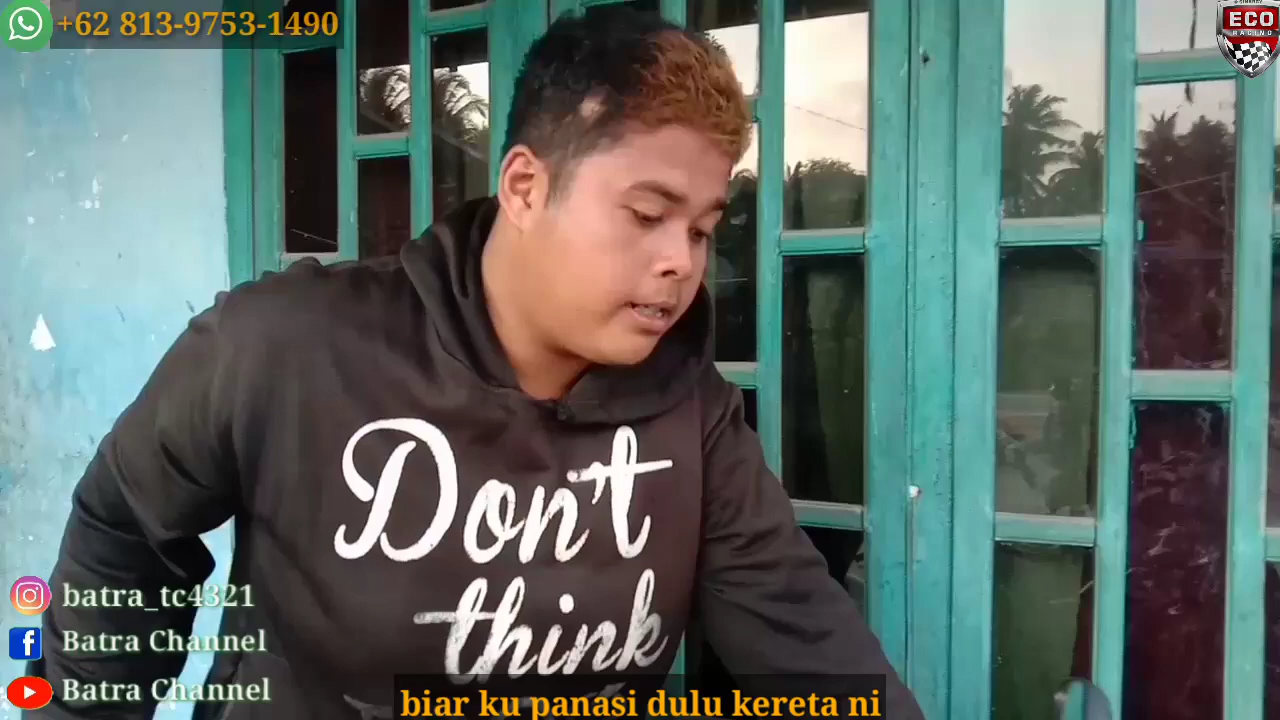 +62 813-9753-1490
ECO
RACING
Don't
think
batra_tc4321
Batra Channel
Batra Channel
biar ku panasi dulu kereta ni